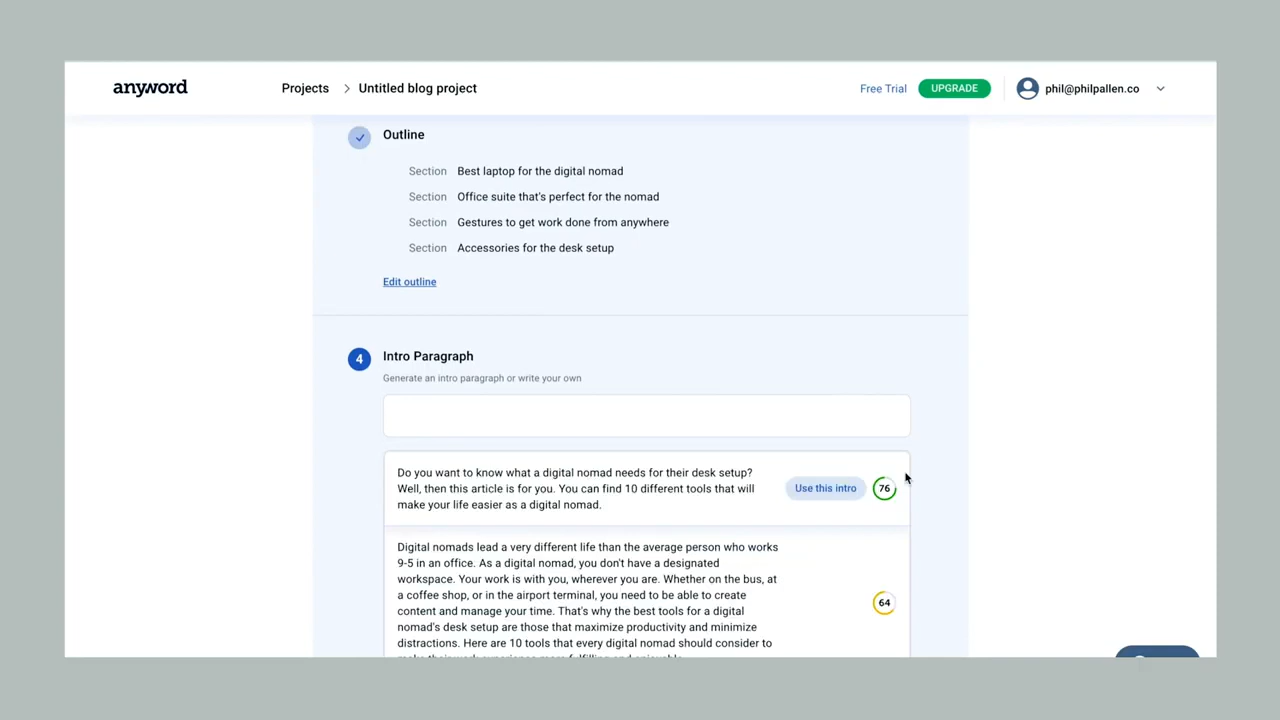 anyword
Projects > Untitled blog project
Free Trial
UPGRADE
phil@philpallen.co
Outline
Section Best laptop for the digital nomad
Section Office suite that's perfect for the nomad
Section Gestures to get work done from anywhere
Section Accessories for the desk setup
Edit outline
4 Intro Paragraph
Generate an intro paragraph or write your own
Do you want to know what a digital nomad needs for their desk setup?
Well, then this article is for you. You can find 10 different tools that will
make your life easier as a digital nomad.
Use this intro
76
Digital nomads lead a very different life than the average person who works
9-5 in an office. As a digital nomad, you don't have a designated
workspace. Your work is with you, wherever you are. Whether on the bus, at
a coffee shop, or in the airport terminal, you need to be able to create
content and manage your time. That's why the best tools for a digital
nomad's desk setup are those that maximize productivity and minimize
distractions. Here are 10 tools that every digital nomad should consider to
64